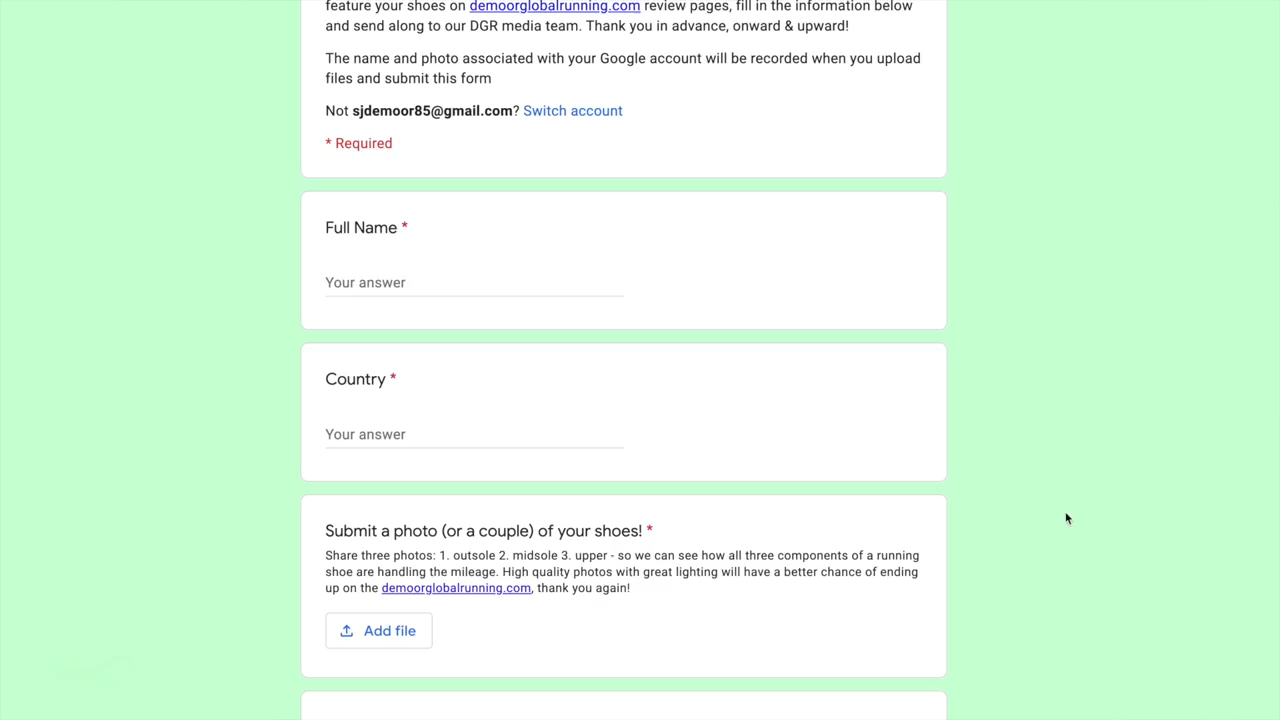 feature your shoes on demoorglobalrunning.com review pages, fill in the information below
and send along to our DGR media team. Thank you in advance, onward & upward!
The name and photo associated with your Google account will be recorded when you upload
files and submit this form
Not sjdemoor85@gmail.com? Switch account
* Required
Full Name *
Your answer
Country *
Your answer
Submit a photo (or a couple) of your shoes! *
Share three photos: 1. outsole 2. midsole 3. upper - so we can see how all three components of a running
shoe are handling the mileage. High quality photos with great lighting will have a better chance of ending
up on the demoorglobalrunning.com, thank you again!
Add file